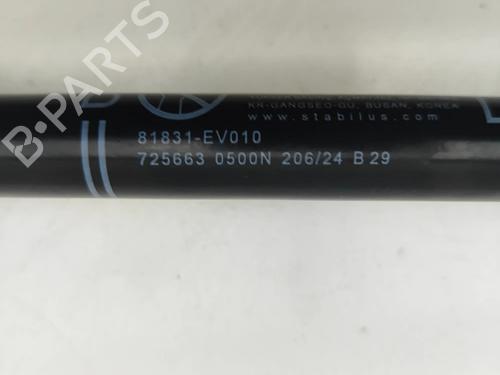 KR-GANGSEO-GU, BUSAN, KOREA
www.stabilus.com
81831-EV010
725663 0500N 206/24 B 29
B-PARTS